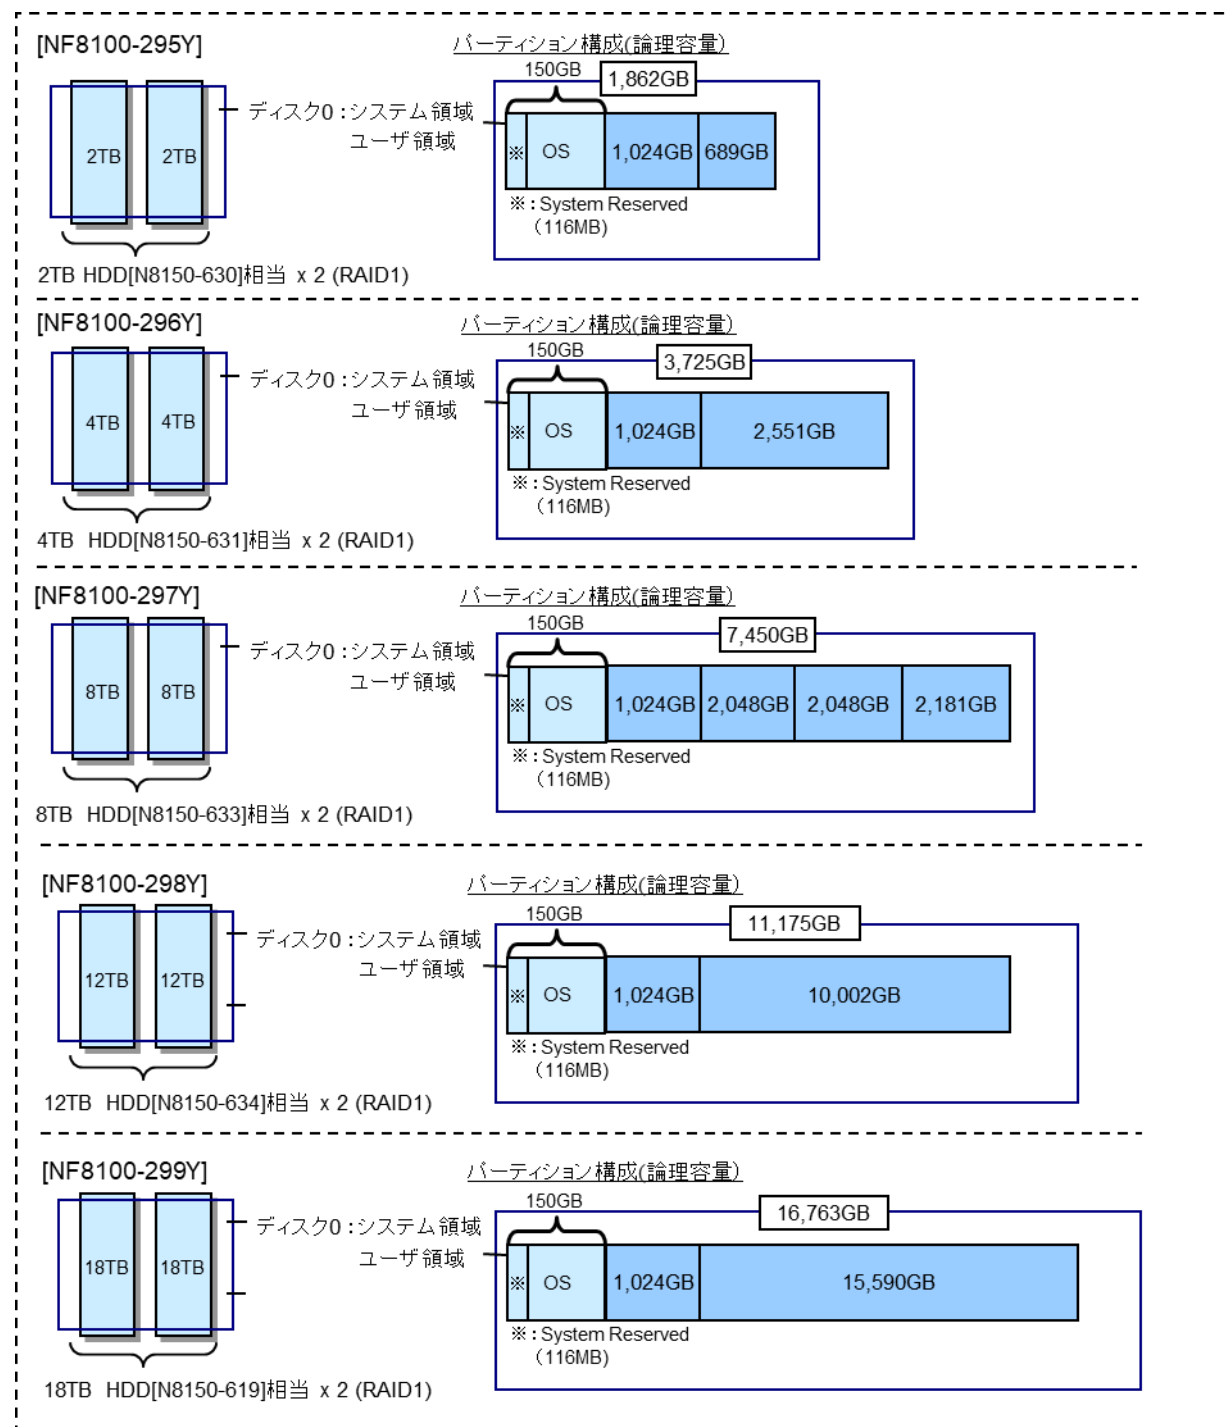 [NF8100-295Y]
パーティション構成(論理容量)
150GB
1,862GB
ディスク0：システム領域
ユーザ領域
2TB 2TB
※ OS 1,024GB 689GB
※：System Reserved
（116MB）
2TB HDD[N8150-630]相当 x 2 (RAID1)
[NF8100-296Y]
パーティション構成(論理容量)
150GB
3,725GB
ディスク0：システム領域
ユーザ領域
4TB 4TB
※ OS 1,024GB 2,551GB
※：System Reserved
（116MB）
4TB HDD[N8150-631]相当 x 2 (RAID1)
[NF8100-297Y]
パーティション構成(論理容量)
150GB
7,450GB
ディスク0：システム領域
ユーザ領域
8TB 8TB
※ OS 1,024GB 2,048GB 2,048GB 2,181GB
※：System Reserved
（116MB）
8TB HDD[N8150-633]相当 x 2 (RAID1)
[NF8100-298Y]
パーティション構成(論理容量)
150GB
11,175GB
ディスク0：システム領域
ユーザ領域
12TB 12TB
※ OS 1,024GB 10,002GB
※：System Reserved
（116MB）
12TB HDD[N8150-634]相当 x 2 (RAID1)
[NF8100-299Y]
パーティション構成(論理容量)
150GB
16,763GB
ディスク0：システム領域
ユーザ領域
18TB 18TB
※ OS 1,024GB 15,590GB
※：System Reserved
（116MB）
18TB HDD[N8150-619]相当 x 2 (RAID1)